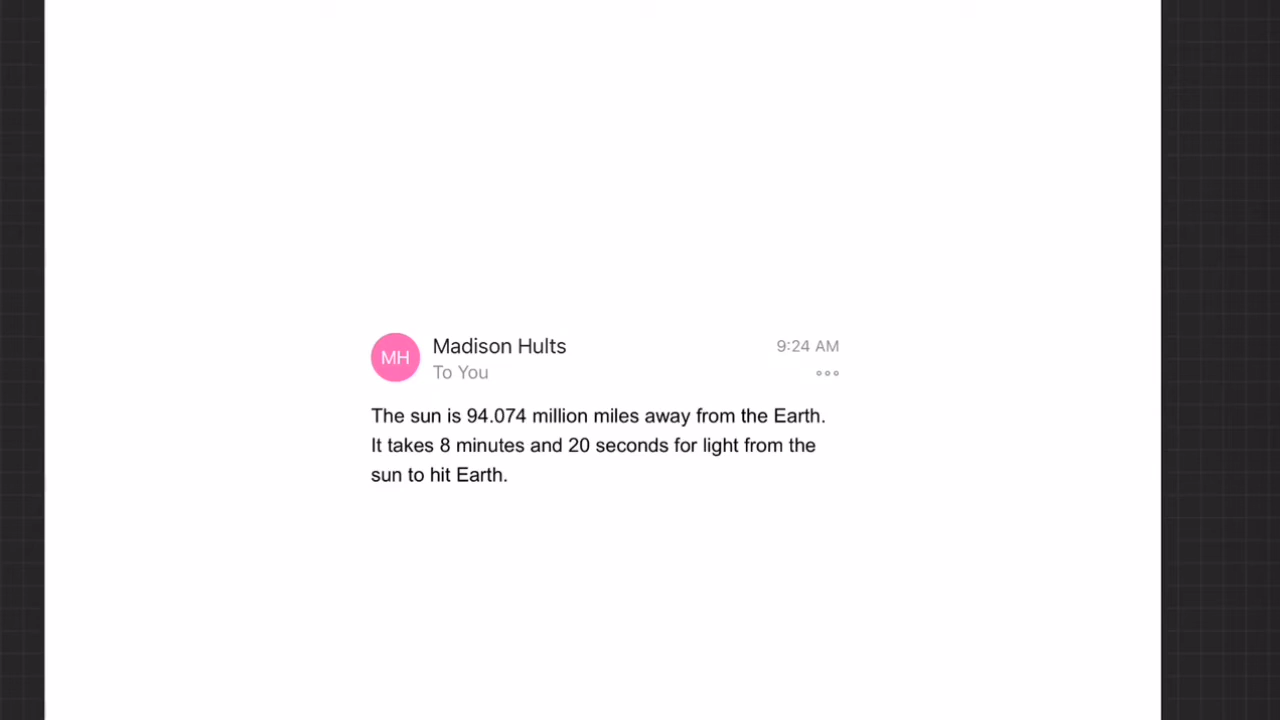 MH
Madison Hults
9:24 AM
To You
The sun is 94.074 million miles away from the Earth.
It takes 8 minutes and 20 seconds for light from the
sun to hit Earth.